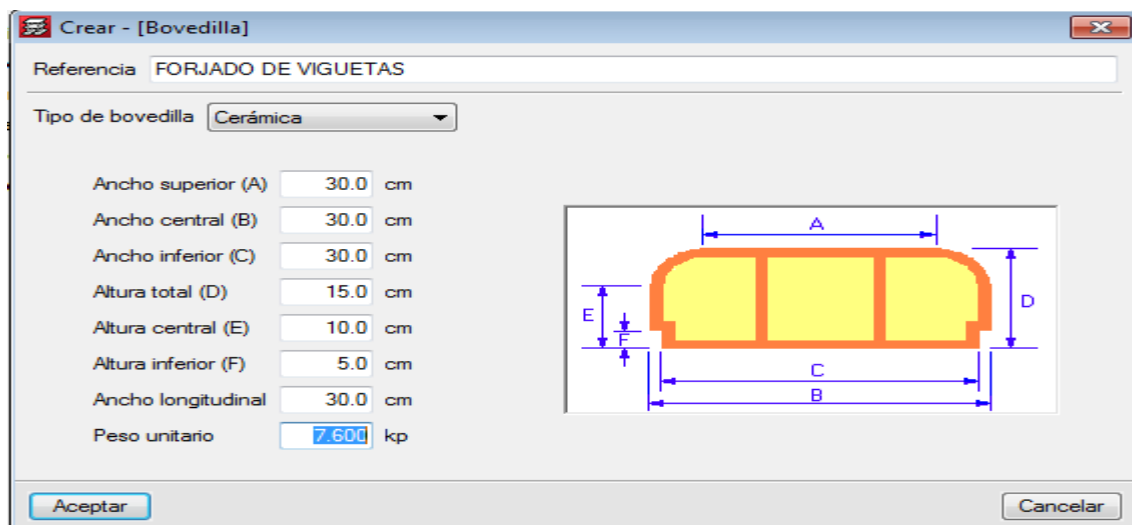 Crear - [Bovedilla]
Referencia FORJADO DE VIGUETAS
Tipo de bovedilla Cerámica
Ancho superior (A) 30.0 cm
Ancho central (B) 30.0 cm
Ancho inferior (C) 30.0 cm
Altura total (D) 15.0 cm
Altura central (E) 10.0 cm
Altura inferior (F) 5.0 cm
Ancho longitudinal 30.0 cm
Peso unitario 7.600 kp
A
E
F
D
C
B
Aceptar
Cancelar